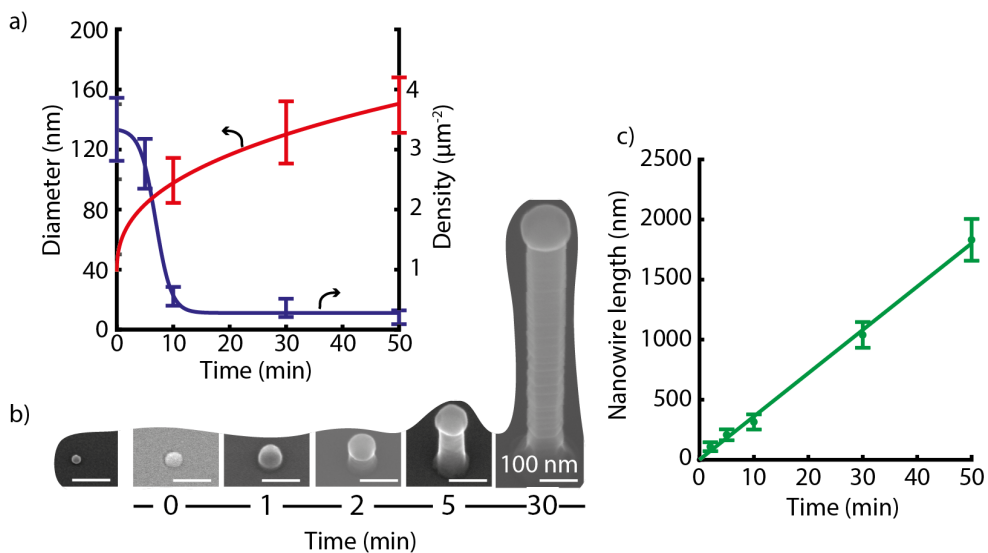 a)
200
160
120
80
40
0
Diameter (nm)
4
3
2
1
Density (µm⁻²)
0 10 20 30 40 50
Time (min)
b)
100 nm
0 1 2 5 30
Time (min)
c)
2500
2000
1500
1000
500
0
Nanowire length (nm)
0 10 20 30 40 50
Time (min)